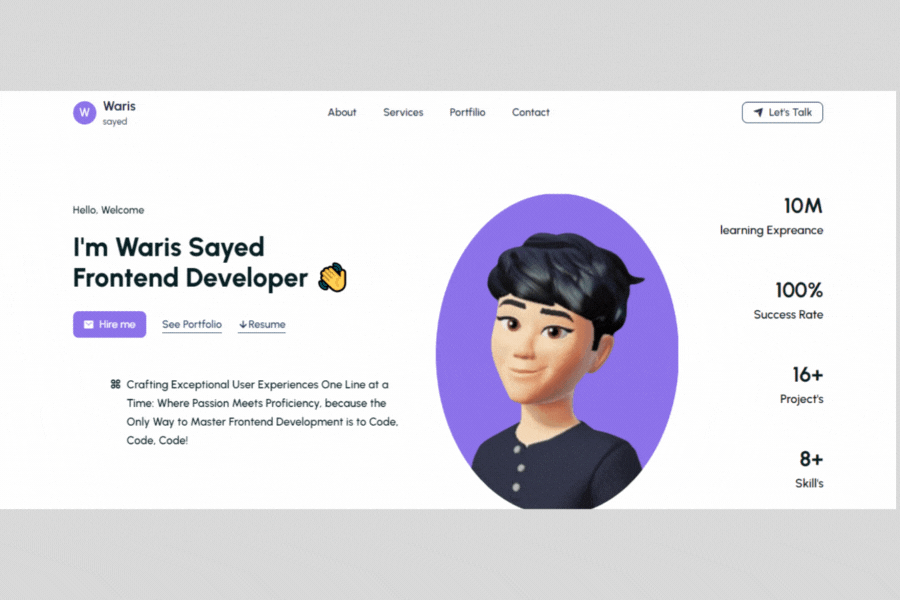 W
Waris
sayed
About
Services
Portfilio
Contact
Let's Talk
Hello, Welcome
I'm Waris Sayed
Frontend Developer
Hire me
See Portfolio
Resume
Crafting Exceptional User Experiences One Line at a
Time: Where Passion Meets Proficiency, because the
Only Way to Master Frontend Development is to Code,
Code, Code!
10M
learning Expreance
100%
Success Rate
16+
Project's
8+
Skill's